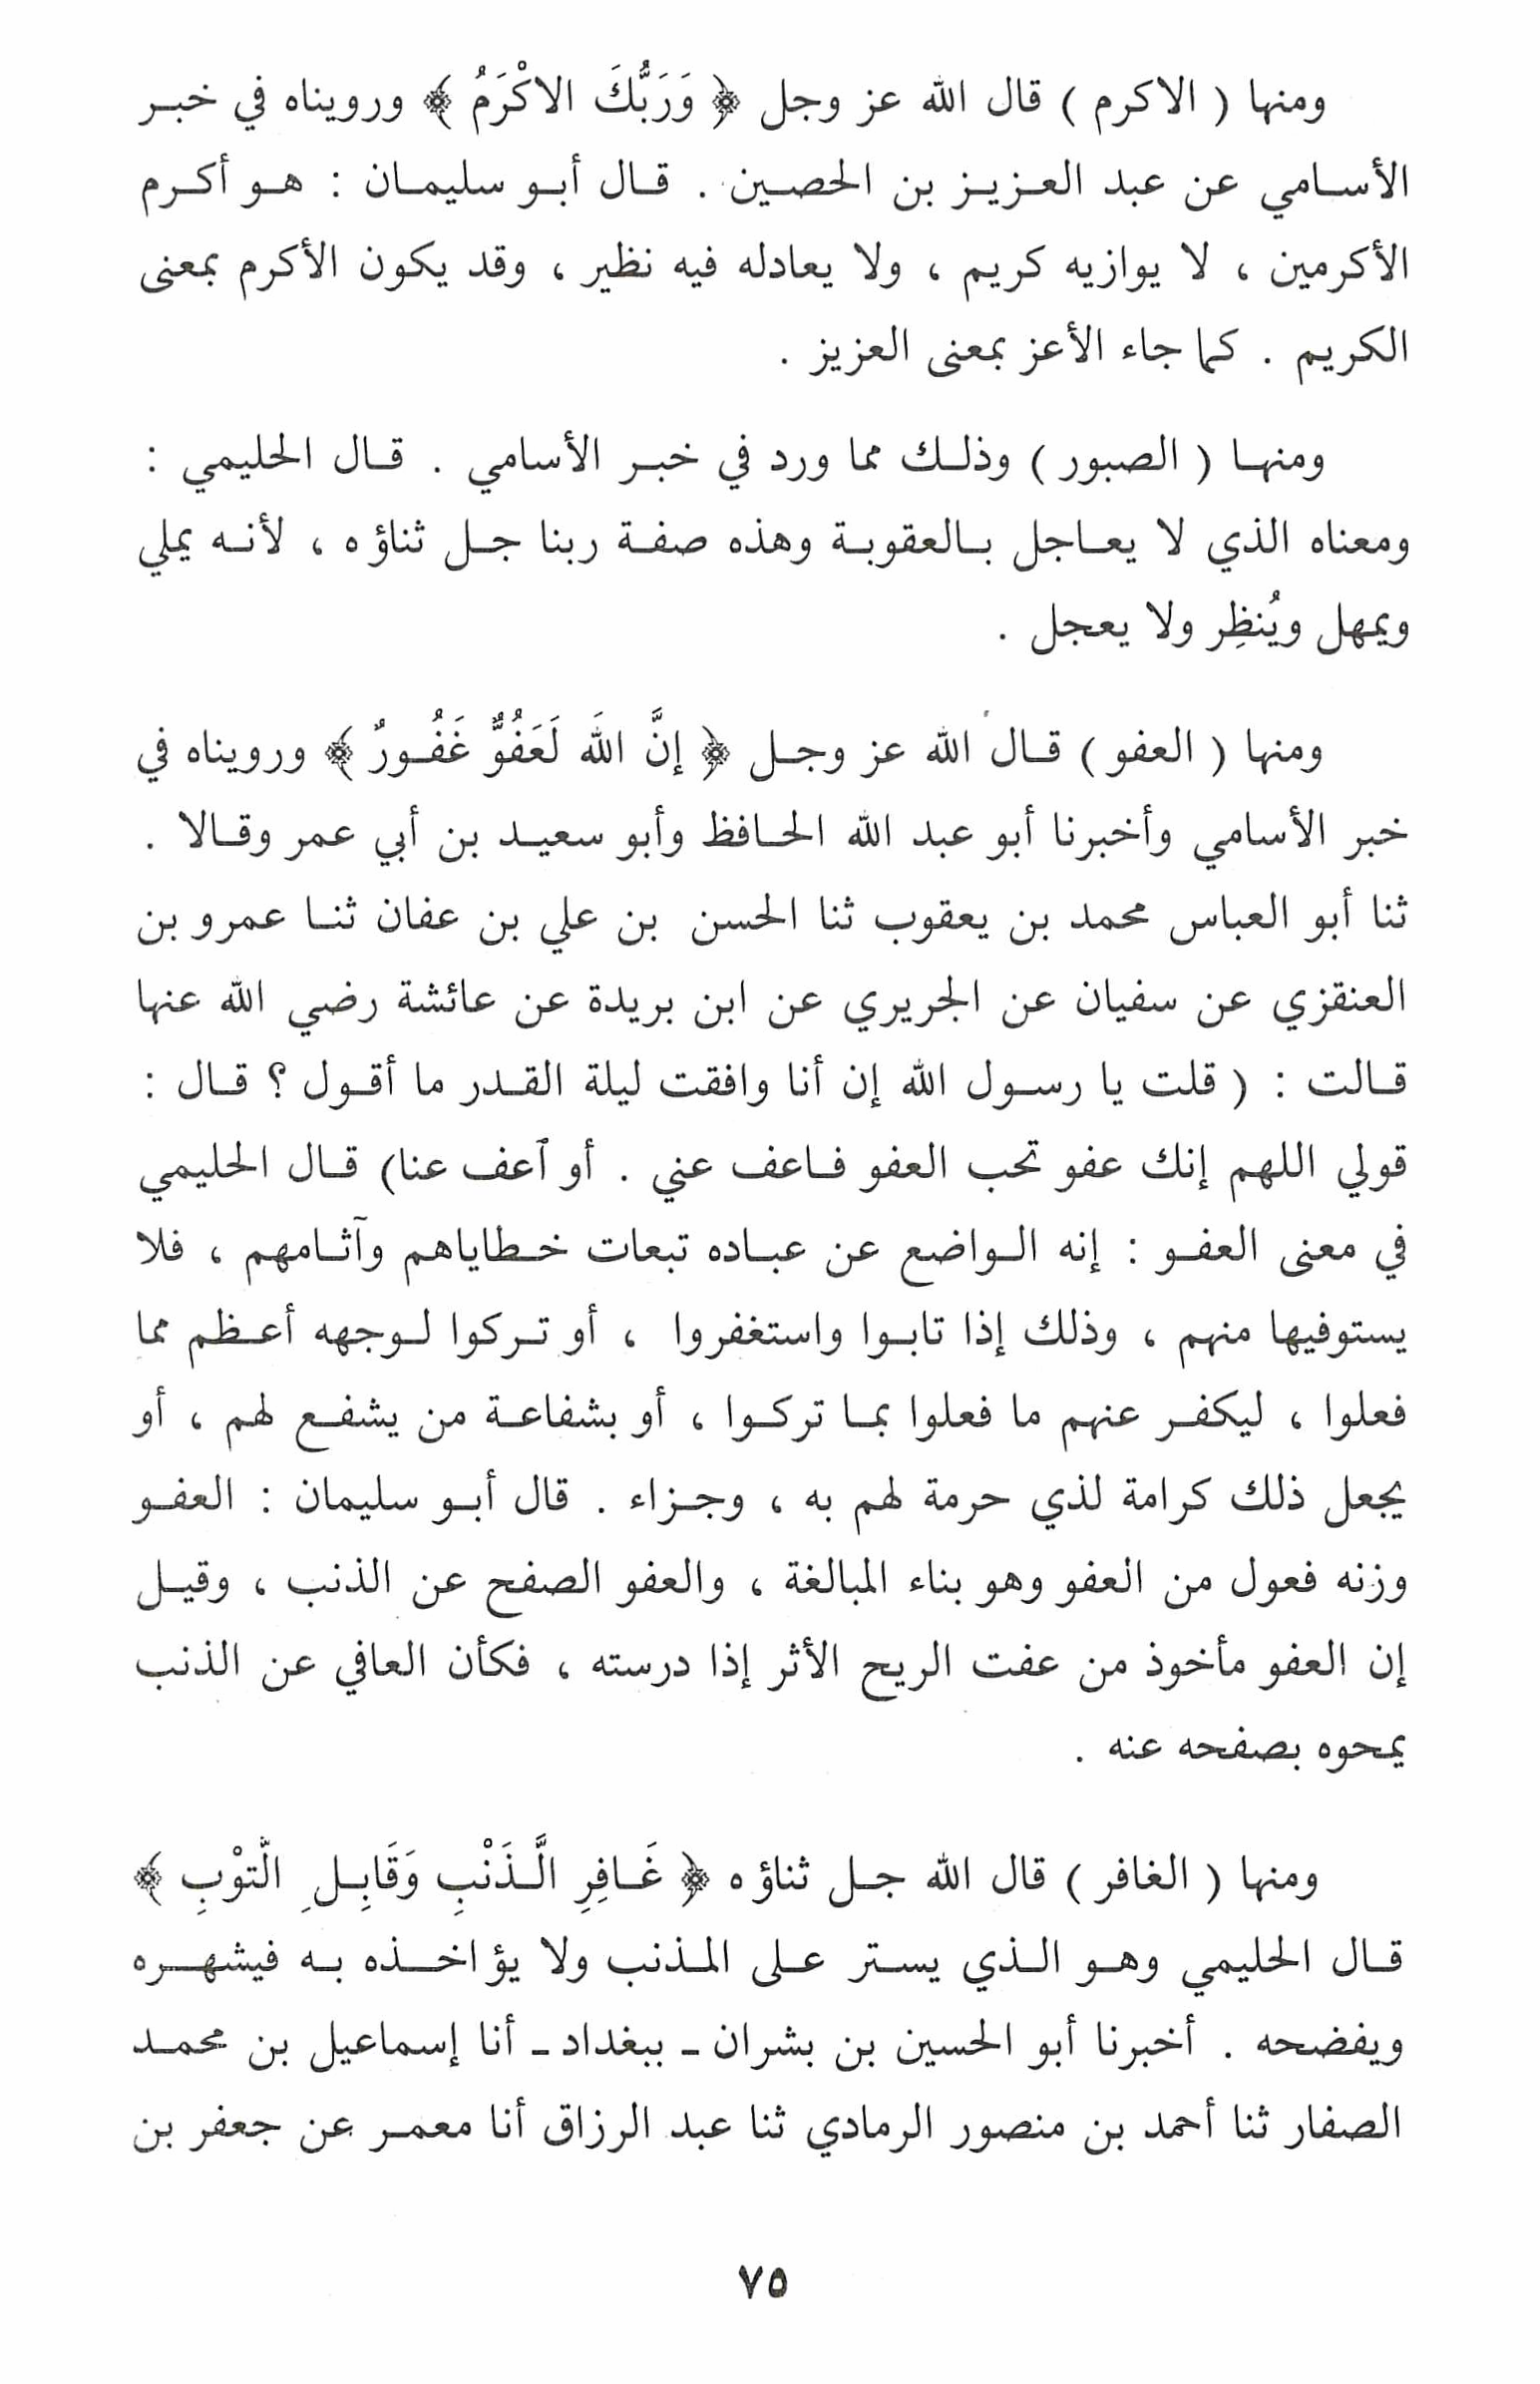 ومنها ( الاكرم ) قال الله عز وجل ﴿ وَرَبُّكَ الاكْرَمُ ﴾ ورويناه في خبر
الأسامي عن عبد العزيز بن الحصين . قال أبو سليمان : هو أكرم
الأكرمين ، لا يوازيه كريم ، ولا يعادله فيه نظير ، وقد يكون الأكرم بمعنى
الكريم . كما جاء الأعز بمعنى العزيز .
ومنها ( الصبور ) وذلك مما ورد في خبر الأسامي . قال الحليمي :
ومعناه الذي لا يعاجل بالعقوبة وهذه صفة ربنا جل ثناؤه ، لأنه يملي
ويمهل ويُنظِر ولا يعجل .
ومنها ( العفو ) قال الله عز وجل ﴿ إنَّ اللَه لَعَفُوٌّ غَفُورٌ ﴾ ورويناه في
خبر الأسامي وأخبرنا أبو عبد الله الحافظ وأبو سعيد بن أبي عمر وقالا .
ثنا أبو العباس محمد بن يعقوب ثنا الحسن بن علي بن عفان ثنا عمرو بن
العنقزي عن سفيان عن الجريري عن ابن بريدة عن عائشة رضي الله عنها
قالت : ( قلت يا رسول الله إن أنا وافقت ليلة القدر ما أقول ؟ قال :
قولي اللهم إنك عفو تحب العفو فاعف عني . أو ٱعف عنا) قال الحليمي
في معنى العفو : إنه الواضع عن عباده تبعات خطاياهم وآثامهم ، فلا
يستوفيها منهم ، وذلك إذا تابوا واستغفروا ، أو تركوا لوجهه أعظم مما
فعلوا ، ليكفر عنهم ما فعلوا بما تركوا ، أو بشفاعة من يشفع لهم ، أو
يجعل ذلك كرامة لذي حرمة لهم به ، وجزاء . قال أبو سليمان : العفو
وزنه فعول من العفو وهو بناء المبالغة ، والعفو الصفح عن الذنب ، وقيل
إن العفو مأخوذ من عفت الريح الأثر إذا درسته ، فكأن العافي عن الذنب
يمحوه بصفحه عنه .
ومنها ( الغافر ) قال الله جل ثناؤه ﴿ غَافِرِ الَّذَنْبِ وَقَابِلِ الَّتوْبِ ﴾
قال الحليمي وهو الذي يستر على المذنب ولا يؤاخذه به فيشهره
ويفضحه . أخبرنا أبو الحسين بن بشران ـ ببغداد ـ أنا إسماعيل بن محمد
الصفار ثنا أحمد بن منصور الرمادي ثنا عبد الرزاق أنا معمر عن جعفر بن
٧٥